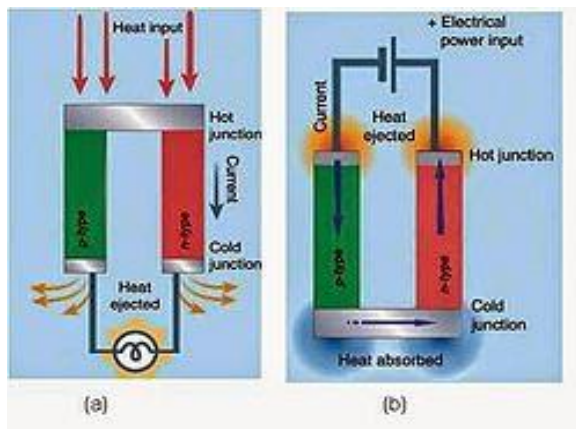 Heat input
Hot
junction
Current
p-type
n-type
Cold
junction
Heat
ejected
(a)
+ Electrical
power input
Current
Heat
ejected
Hot junction
p-type
n-type
Cold
junction
Heat absorbed
(b)